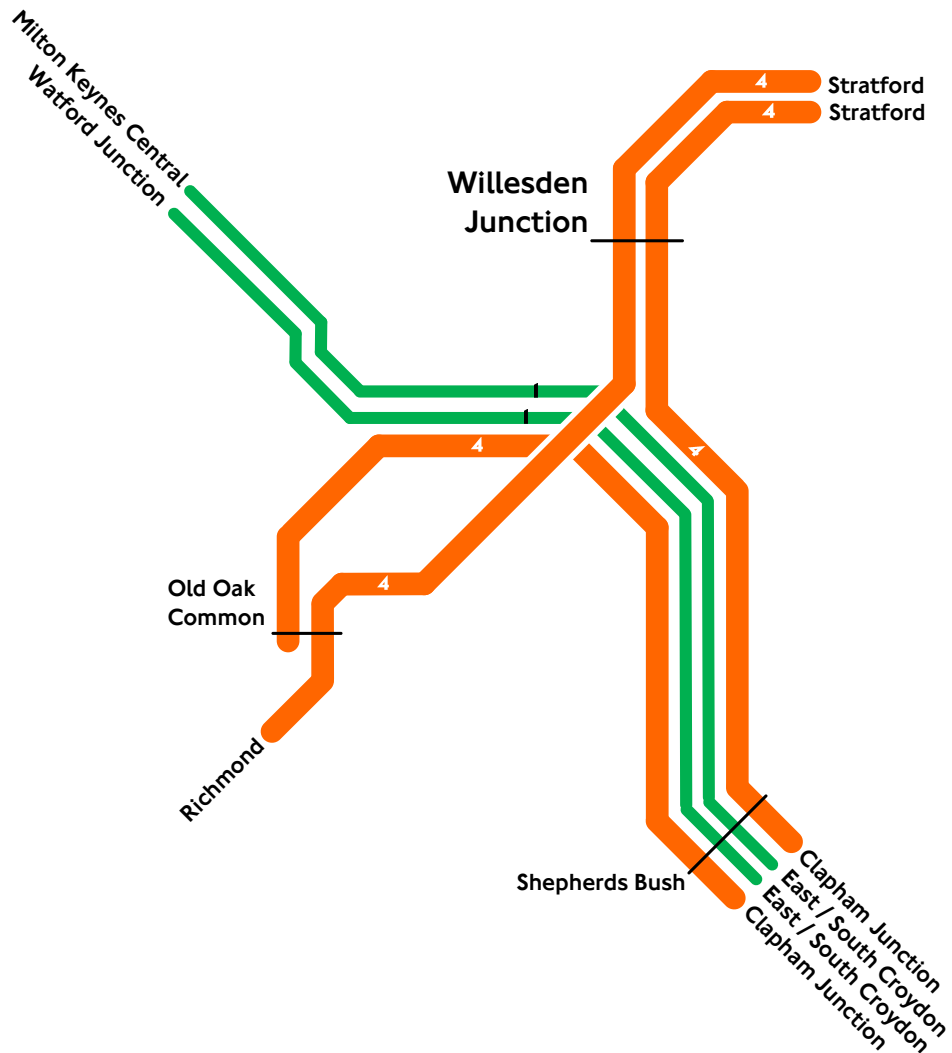 Milton Keynes Central
Watford Junction
4
Stratford
4
Stratford
Willesden
Junction
4
4
4
Old Oak
Common
Richmond
Shepherds Bush
Clapham Junction
East / South Croydon
East / South Croydon
Clapham Junction